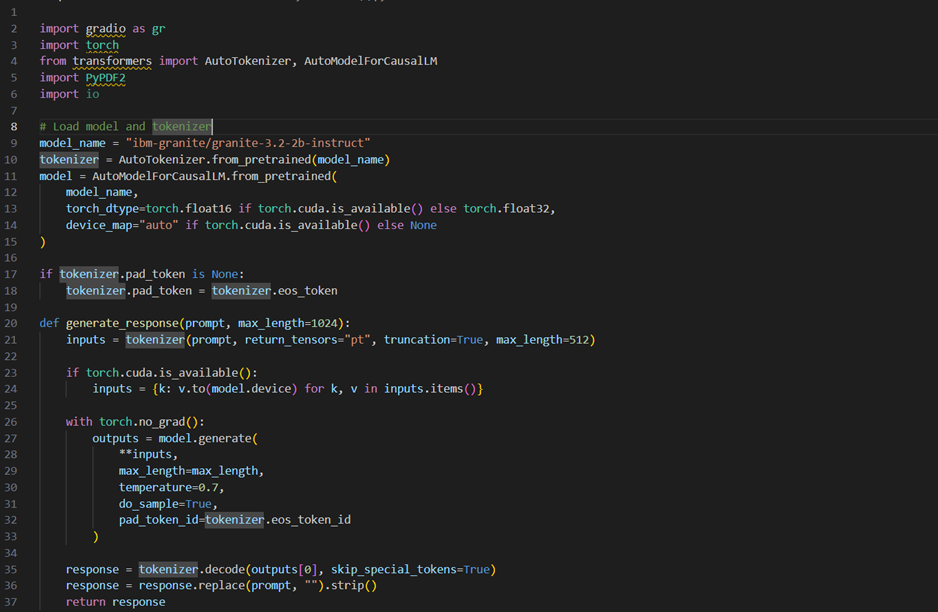 1
2 import gradio as gr
3 import torch
4 from transformers import AutoTokenizer, AutoModelForCausalLM
5 import PyPDF2
6 import io
7
8 # Load model and tokenizer
9 model_name = "ibm-granite/granite-3.2-2b-instruct"
10 tokenizer = AutoTokenizer.from_pretrained(model_name)
11 model = AutoModelForCausalLM.from_pretrained(
12     model_name,
13     torch_dtype=torch.float16 if torch.cuda.is_available() else torch.float32,
14     device_map="auto" if torch.cuda.is_available() else None
15 )
16
17 if tokenizer.pad_token is None:
18     tokenizer.pad_token = tokenizer.eos_token
19
20 def generate_response(prompt, max_length=1024):
21     inputs = tokenizer(prompt, return_tensors="pt", truncation=True, max_length=512)
22
23     if torch.cuda.is_available():
24         inputs = {k: v.to(model.device) for k, v in inputs.items()}
25
26     with torch.no_grad():
27         outputs = model.generate(
28             **inputs,
29             max_length=max_length,
30             temperature=0.7,
31             do_sample=True,
32             pad_token_id=tokenizer.eos_token_id
33         )
34
35     response = tokenizer.decode(outputs[0], skip_special_tokens=True)
36     response = response.replace(prompt, "").strip()
37     return response